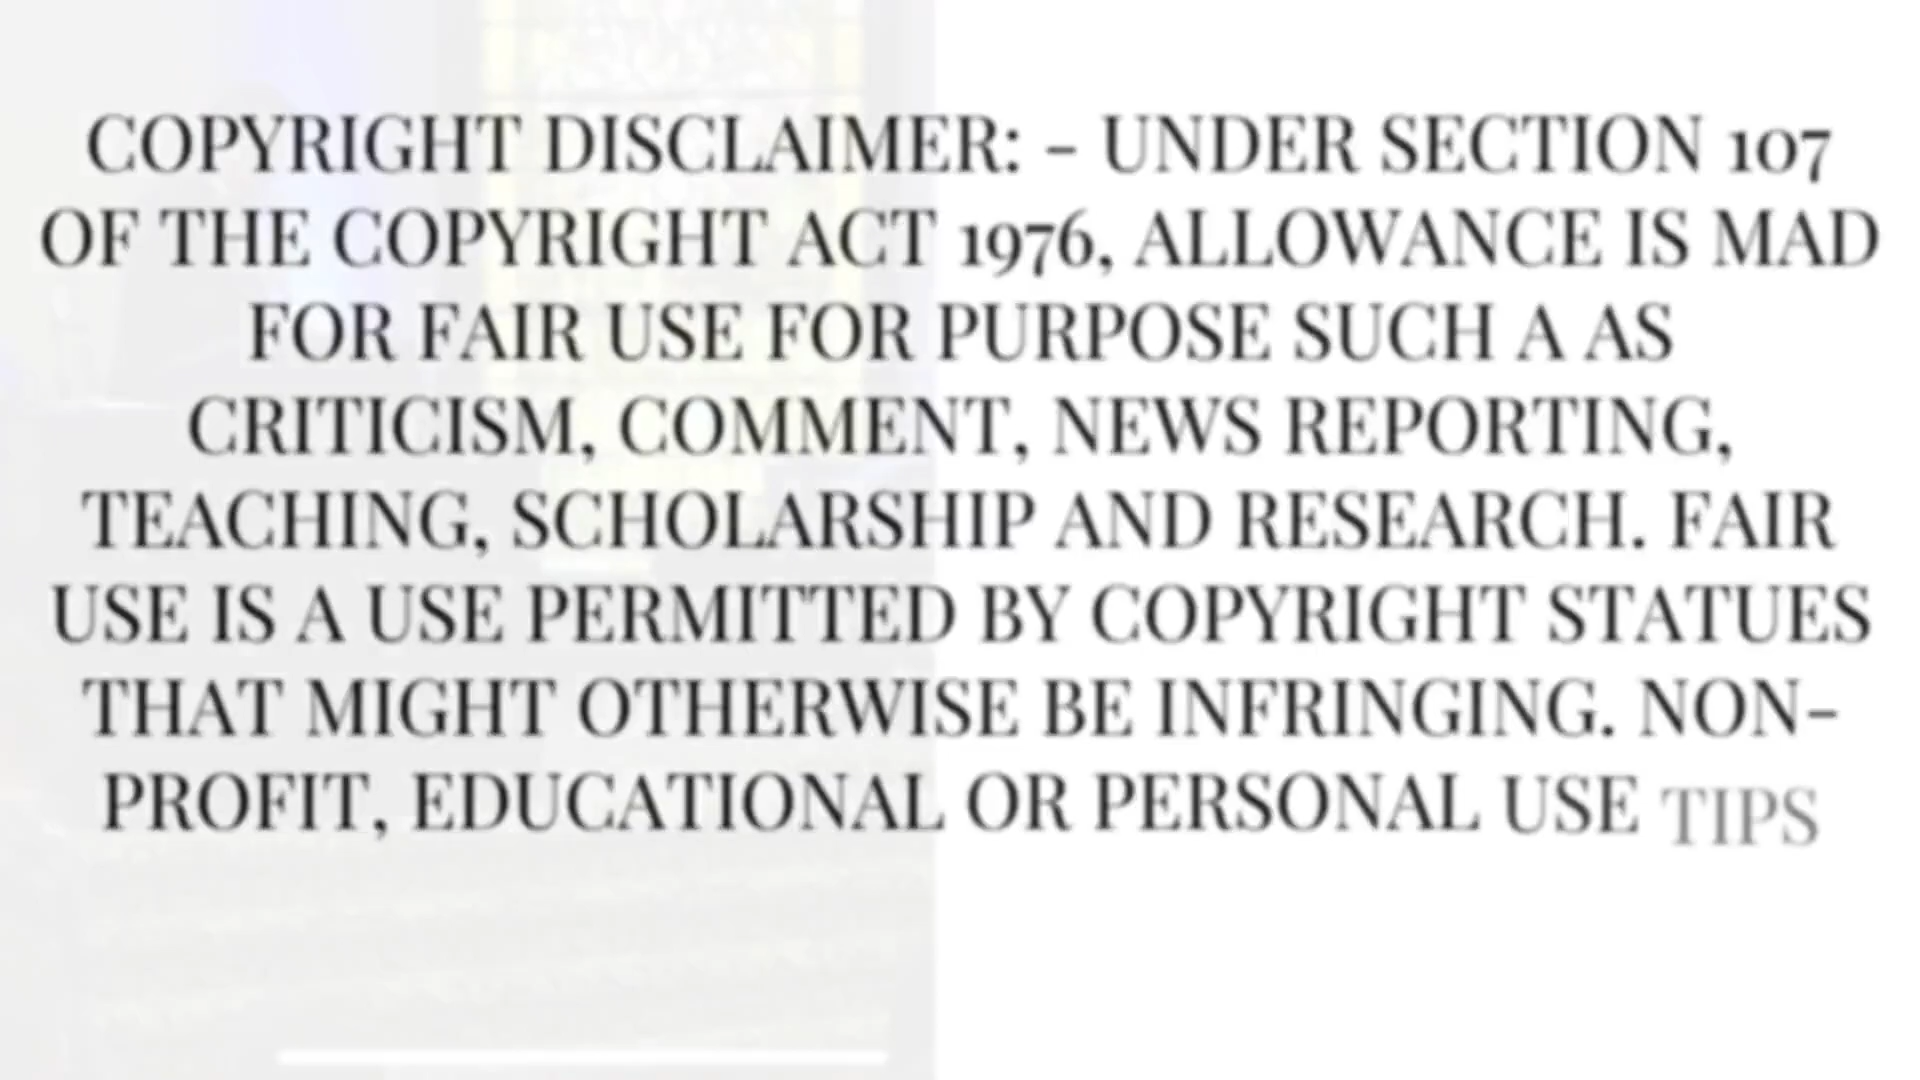 COPYRIGHT DISCLAIMER: - UNDER SECTION 107
OF THE COPYRIGHT ACT 1976, ALLOWANCE IS MAD
FOR FAIR USE FOR PURPOSE SUCH A AS
CRITICISM, COMMENT, NEWS REPORTING,
TEACHING, SCHOLARSHIP AND RESEARCH. FAIR
USE IS A USE PERMITTED BY COPYRIGHT STATUES
THAT MIGHT OTHERWISE BE INFRINGING. NON-
PROFIT, EDUCATIONAL OR PERSONAL USE TIPS